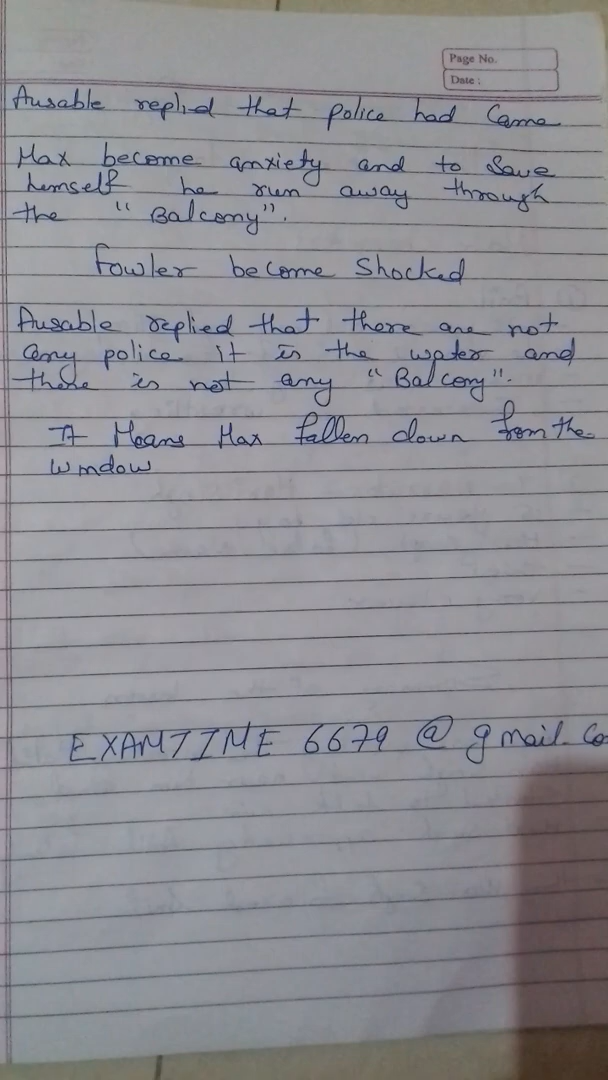 Page No.
Date :
Ausable replid that police had Came
Max become anxiety and to Save
hemself he run away through
the " Balcony".
Fowler become Shocked
Ausable replied that there are not
any police it is the water and
there is not any "Balcony".
It Means Max fallen down from the
window
EXAMTIME 6679 @ gmail. Co